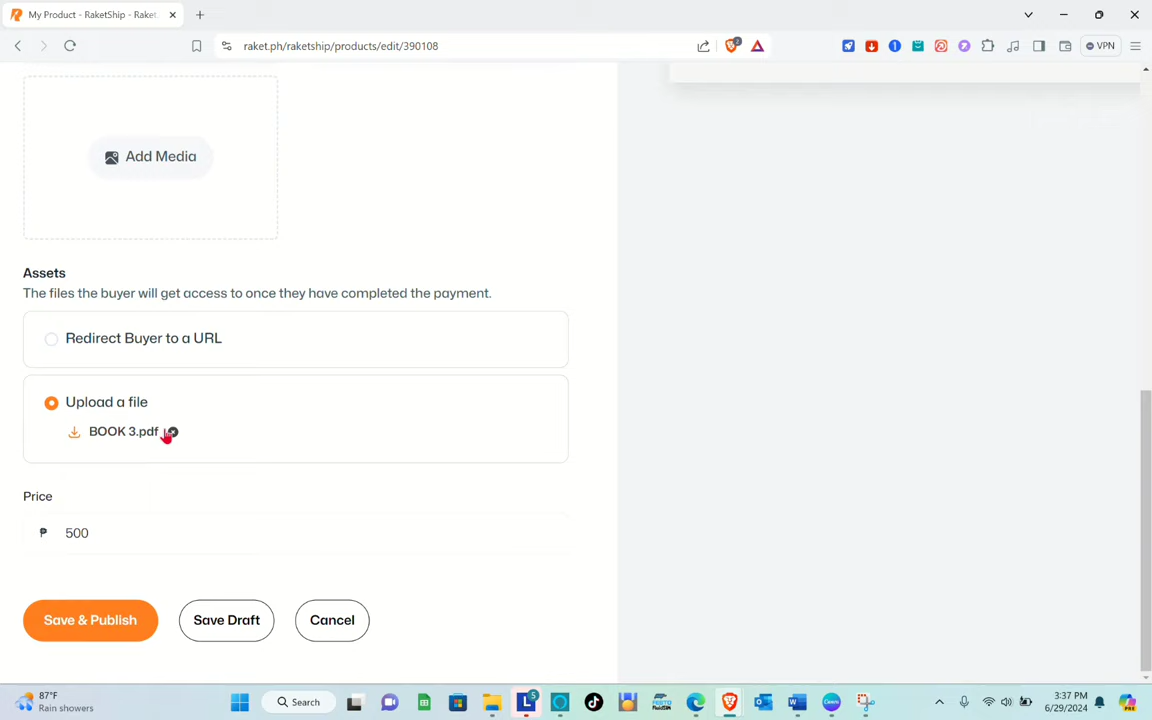 My Product - RaketShip - Raket.
raket.ph/raketship/products/edit/390108
2
VPN
Add Media
Assets
The files the buyer will get access to once they have completed the payment.
Redirect Buyer to a URL
Upload a file
BOOK 3.pdf
Price
₱ 500
Save & Publish
Save Draft
Cancel
87°F
Rain showers
Search
5
3:37 PM
6/29/2024